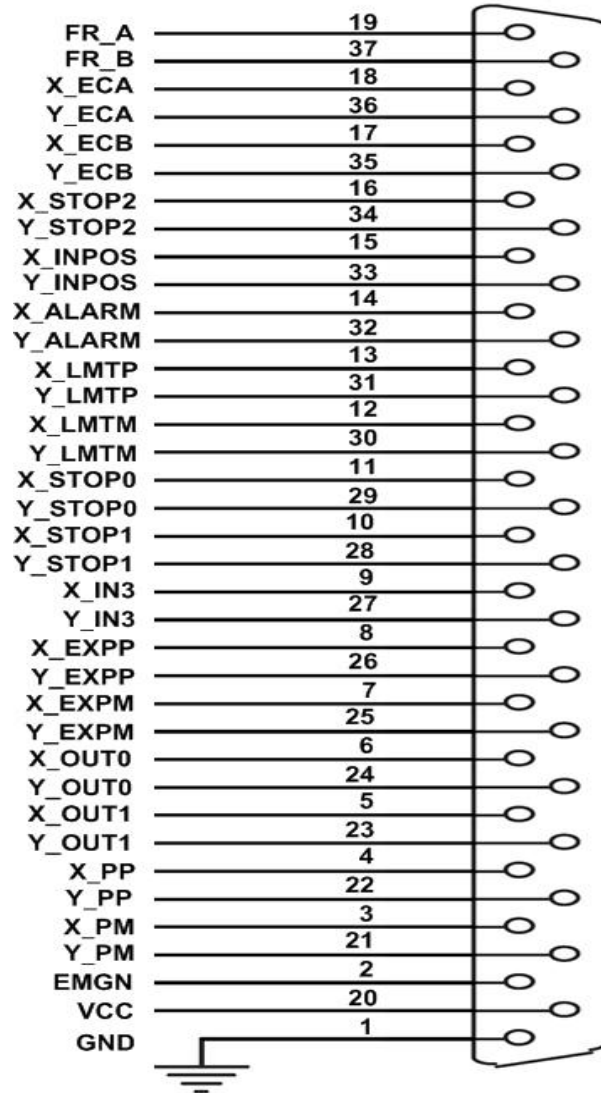 FR_A 19
FR_B 37
X_ECA 18
Y_ECA 36
X_ECB 17
Y_ECB 35
X_STOP2 16
Y_STOP2 34
X_INPOS 15
Y_INPOS 33
X_ALARM 14
Y_ALARM 32
X_LMTP 13
Y_LMTP 31
X_LMTM 12
Y_LMTM 30
X_STOP0 11
Y_STOP0 29
X_STOP1 10
Y_STOP1 28
X_IN3 9
Y_IN3 27
X_EXPP 8
Y_EXPP 26
X_EXPM 7
Y_EXPM 25
X_OUT0 6
Y_OUT0 24
X_OUT1 5
Y_OUT1 23
X_PP 4
Y_PP 22
X_PM 3
Y_PM 21
EMGN 2
VCC 20
GND 1